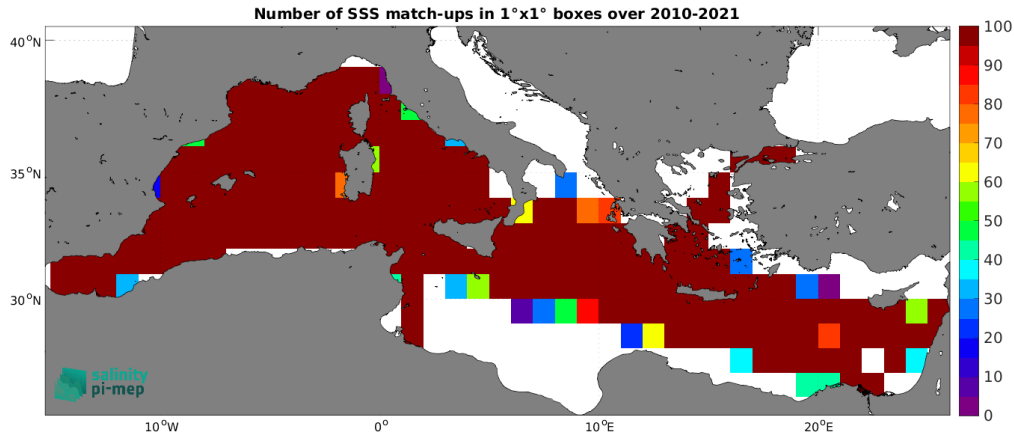 Number of SSS match-ups in 1°x1° boxes over 2010-2021
40°N
35°N
30°N
10°W
0°
10°E
20°E
100
90
80
70
60
50
40
30
20
10
0
salinity
pi-mep